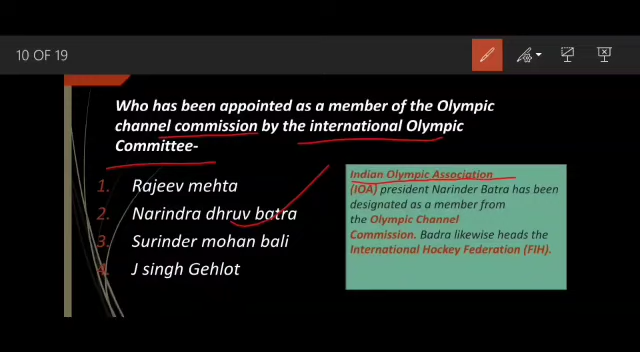 10 OF 19
Who has been appointed as a member of the Olympic
channel commission by the international Olympic
Committee-
1. Rajeev mehta
2. Narindra dhruv batra
3. Surinder mohan bali
4. J singh Gehlot
Indian Olympic Association
(IOA) president Narinder Batra has been
designated as a member from
the Olympic Channel
Commission. Badra likewise heads the
International Hockey Federation (FIH).